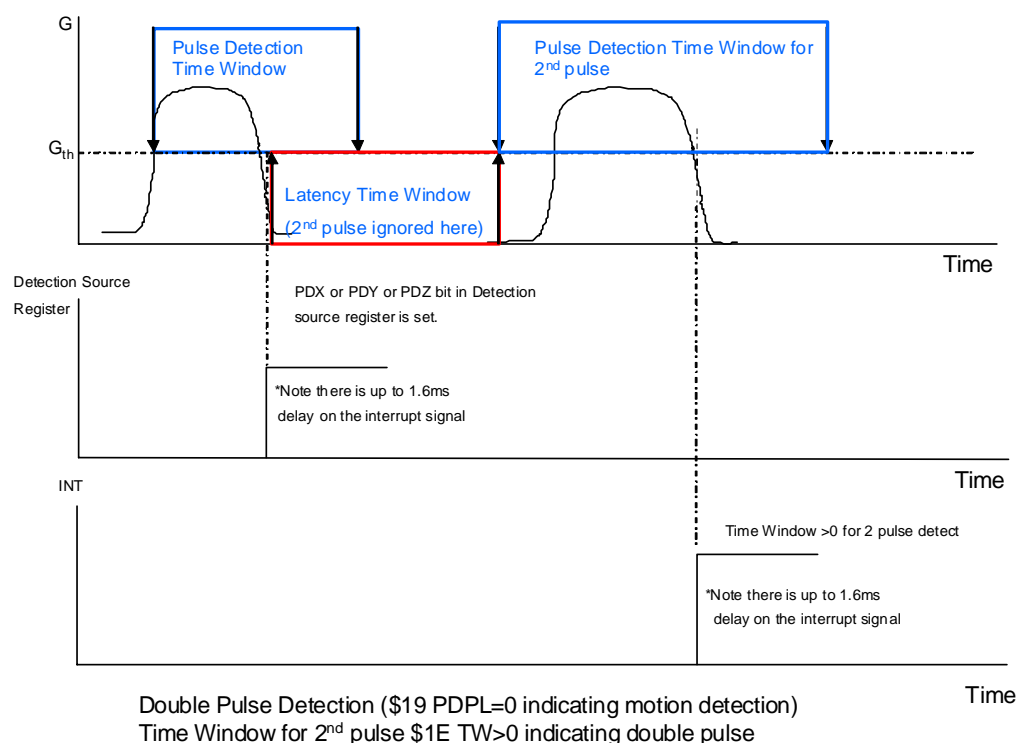 G
Pulse Detection
Time Window
Pulse Detection Time Window for
2nd pulse
Gth
Latency Time Window
(2nd pulse ignored here)
Time
Detection Source
Register
PDX or PDY or PDZ bit in Detection
source register is set.
*Note there is up to 1.6ms
delay on the interrupt signal
Time
INT
Time Window >0 for 2 pulse detect
*Note there is up to 1.6ms
delay on the interrupt signal
Time
Double Pulse Detection ($19 PDPL=0 indicating motion detection)
Time Window for 2nd pulse $1E TW>0 indicating double pulse